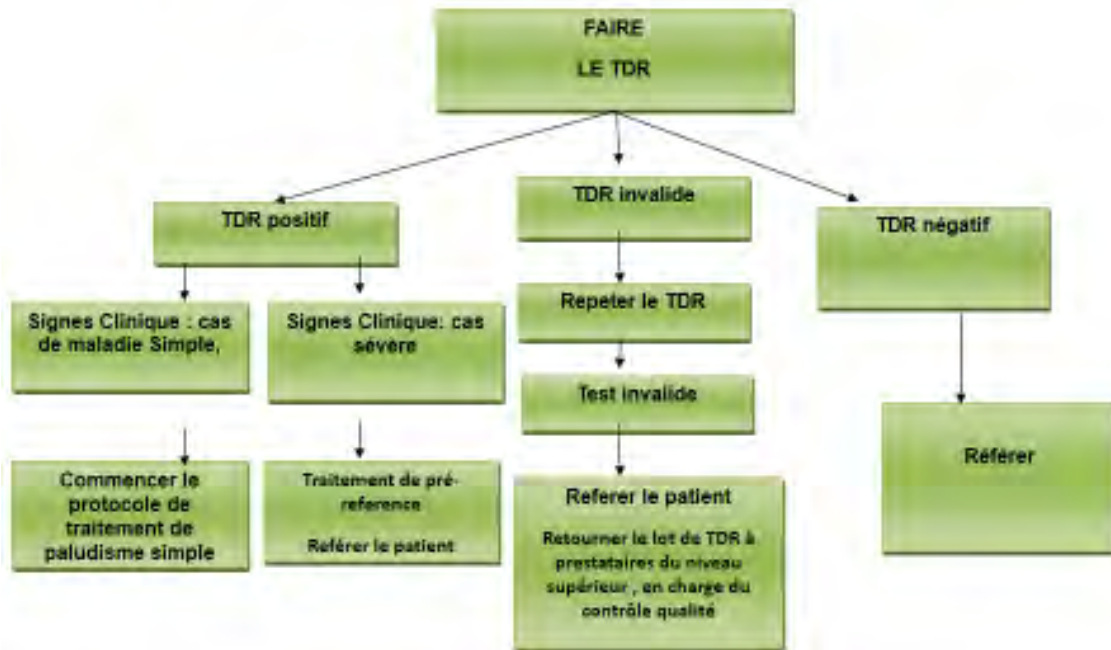 FAIRE
LE TDR
TDR positif
TDR invalide
TDR négatif
Signes Clinique : cas
de maladie Simple,
Signes Clinique: cas
sévère
Repeter le TDR
Test invalide
Commencer le
protocole de
traitement de
paludisme simple
Traitement de pré-
reference
Reférer le patient
Referer le patient
Retourner le lot de TDR à
prestataires du niveau
supérieur , en charge du
contrôle qualité
Référer